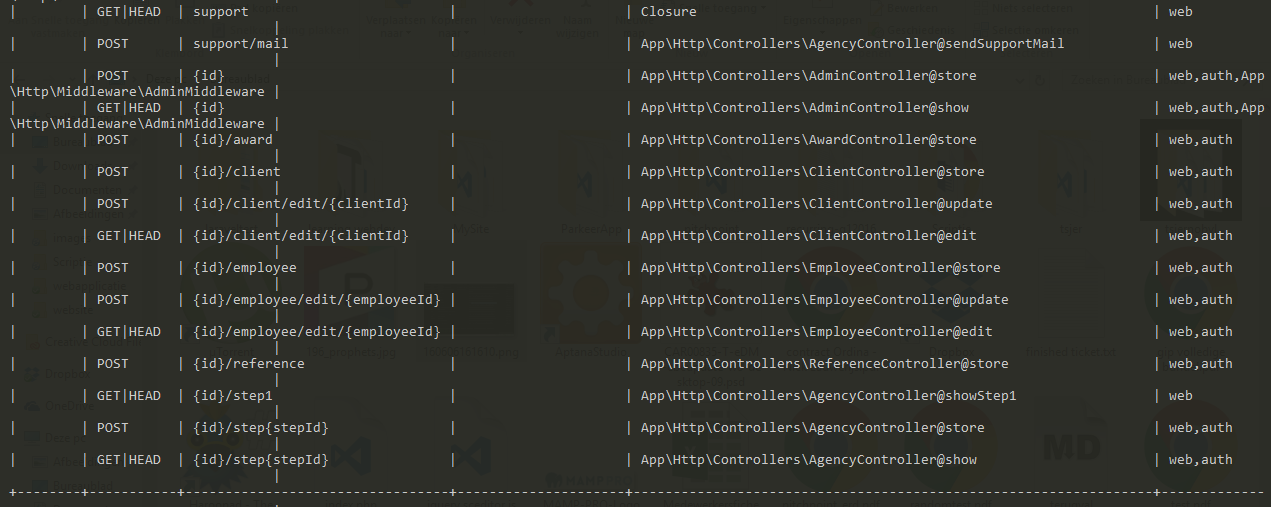 |        | GET|HEAD  | support                         |                     | Closure                                                         | web
|
|        | POST      | support/mail                    |                     | App\Http\Controllers\AgencyController@sendSupportMail           | web
|
|        | POST      | {id}                            |                     | App\Http\Controllers\AdminController@store                      | web,auth,App
\Http\Middleware\AdminMiddleware |
|        | GET|HEAD  | {id}                            |                     | App\Http\Controllers\AdminController@show                       | web,auth,App
\Http\Middleware\AdminMiddleware |
|        | POST      | {id}/award                      |                     | App\Http\Controllers\AwardController@store                      | web,auth
|
|        | POST      | {id}/client                     |                     | App\Http\Controllers\ClientController@store                     | web,auth
|
|        | POST      | {id}/client/edit/{clientId}     |                     | App\Http\Controllers\ClientController@update                    | web,auth
|
|        | GET|HEAD  | {id}/client/edit/{clientId}     |                     | App\Http\Controllers\ClientController@edit                      | web,auth
|
|        | POST      | {id}/employee                   |                     | App\Http\Controllers\EmployeeController@store                   | web,auth
|
|        | POST      | {id}/employee/edit/{employeeId} |                     | App\Http\Controllers\EmployeeController@update                  | web,auth
|
|        | GET|HEAD  | {id}/employee/edit/{employeeId} |                     | App\Http\Controllers\EmployeeController@edit                    | web,auth
|
|        | POST      | {id}/reference                  |                     | App\Http\Controllers\ReferenceController@store                  | web,auth
|
|        | GET|HEAD  | {id}/step1                      |                     | App\Http\Controllers\AgencyController@showStep1                 | web
|
|        | POST      | {id}/step{stepId}               |                     | App\Http\Controllers\AgencyController@store                     | web,auth
|
|        | GET|HEAD  | {id}/step{stepId}               |                     | App\Http\Controllers\AgencyController@show                      | web,auth
|
MD